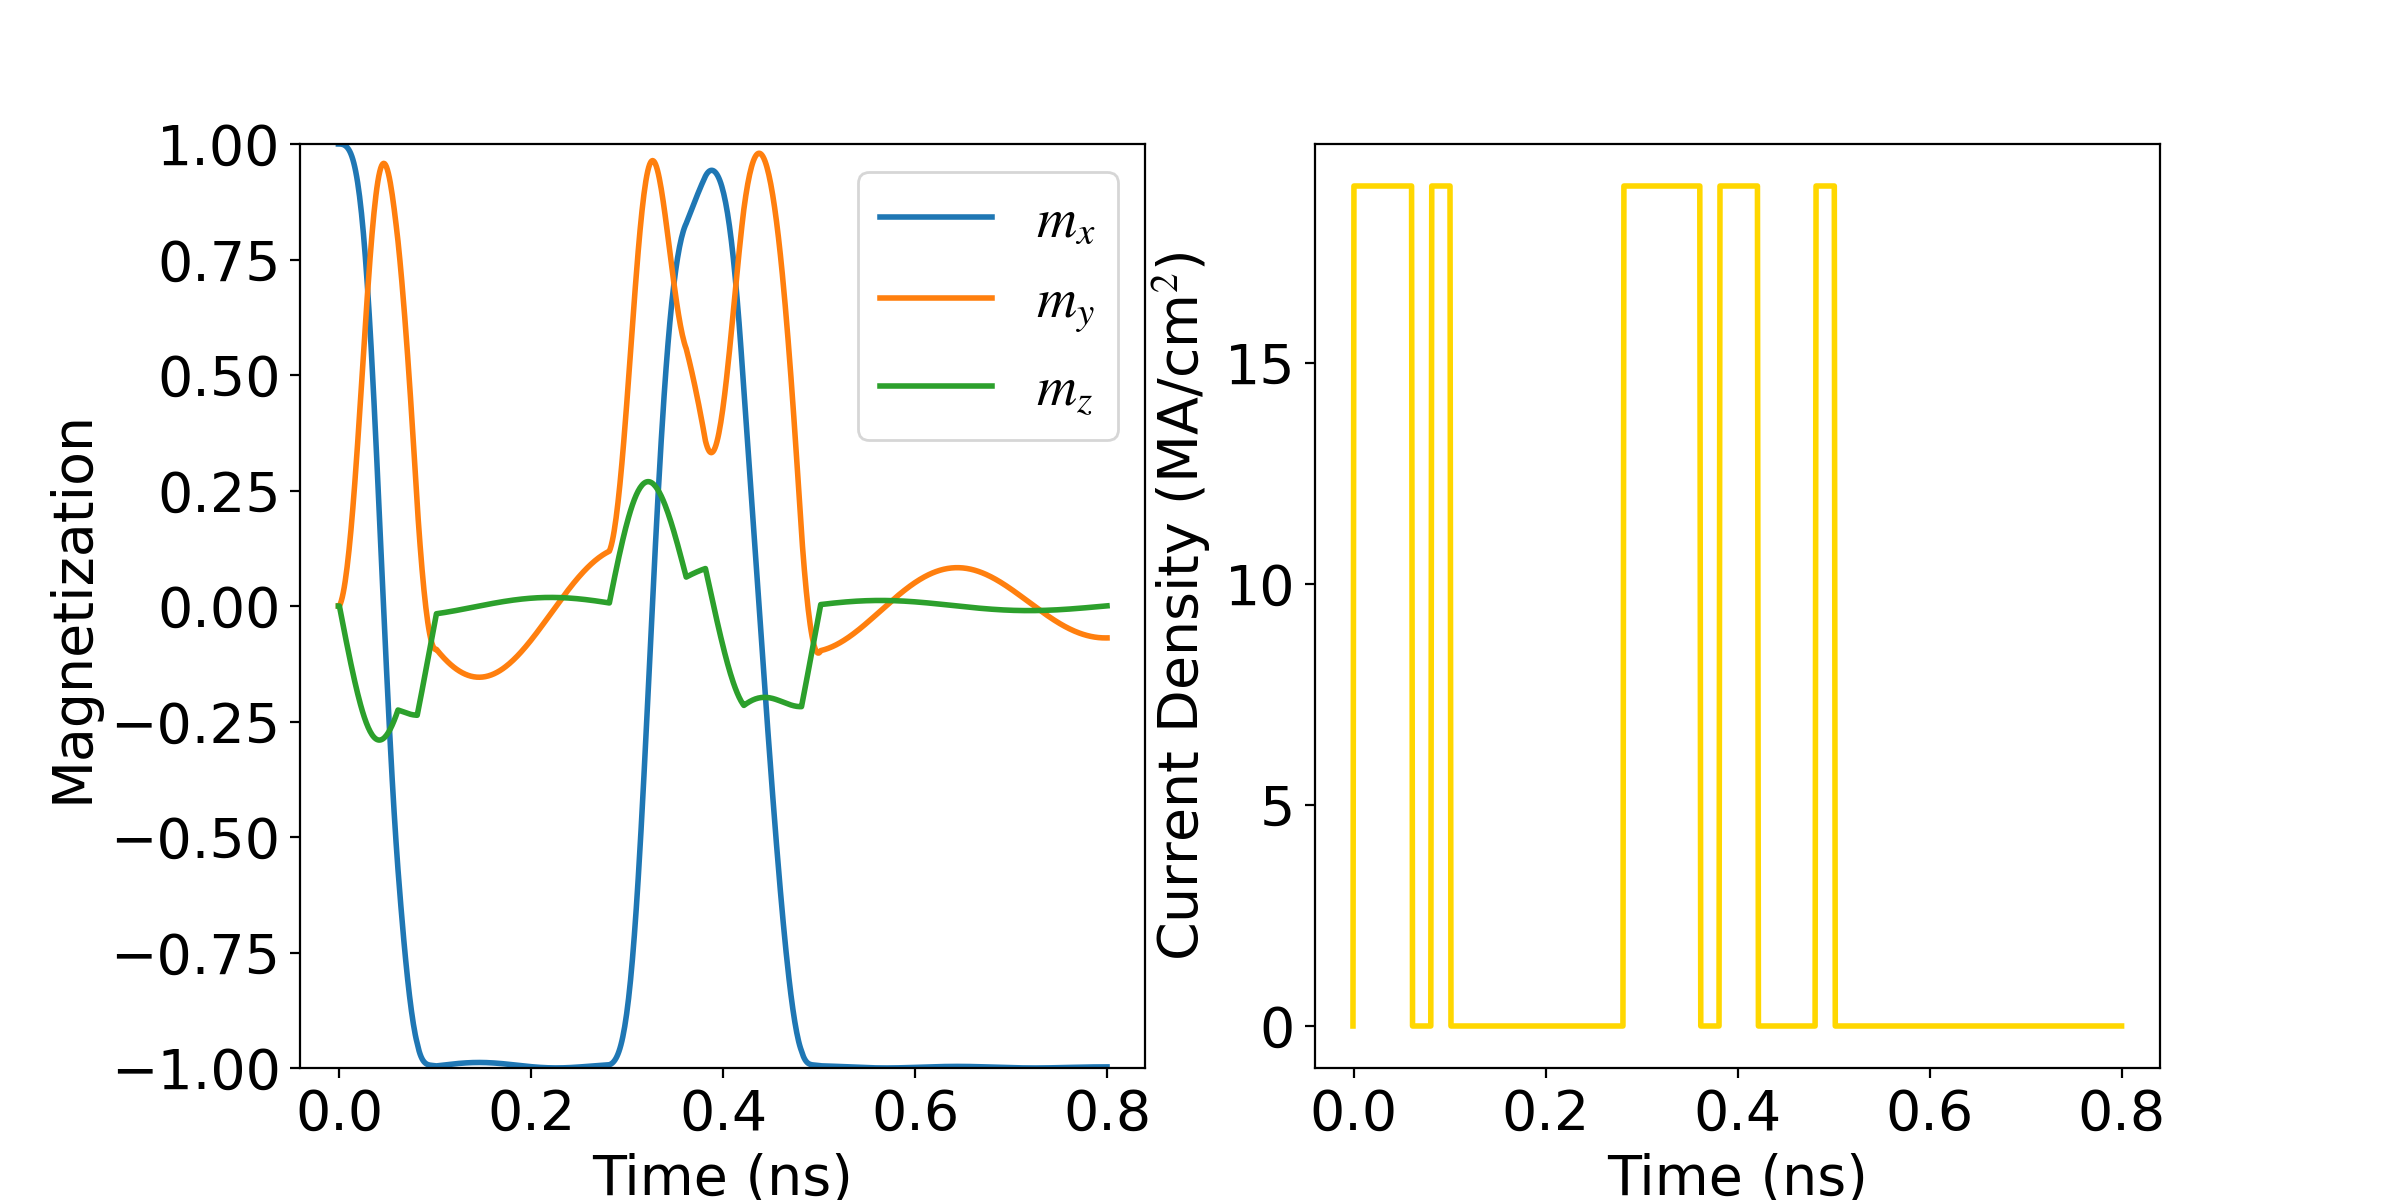 1.00
0.75
0.50
0.25
0.00
−0.25
−0.50
−0.75
−1.00
Magnetization
0.0 0.2 0.4 0.6 0.8
Time (ns)
m_x
m_y
m_z
15
10
5
0
Current Density (MA/cm²)
0.0 0.2 0.4 0.6 0.8
Time (ns)